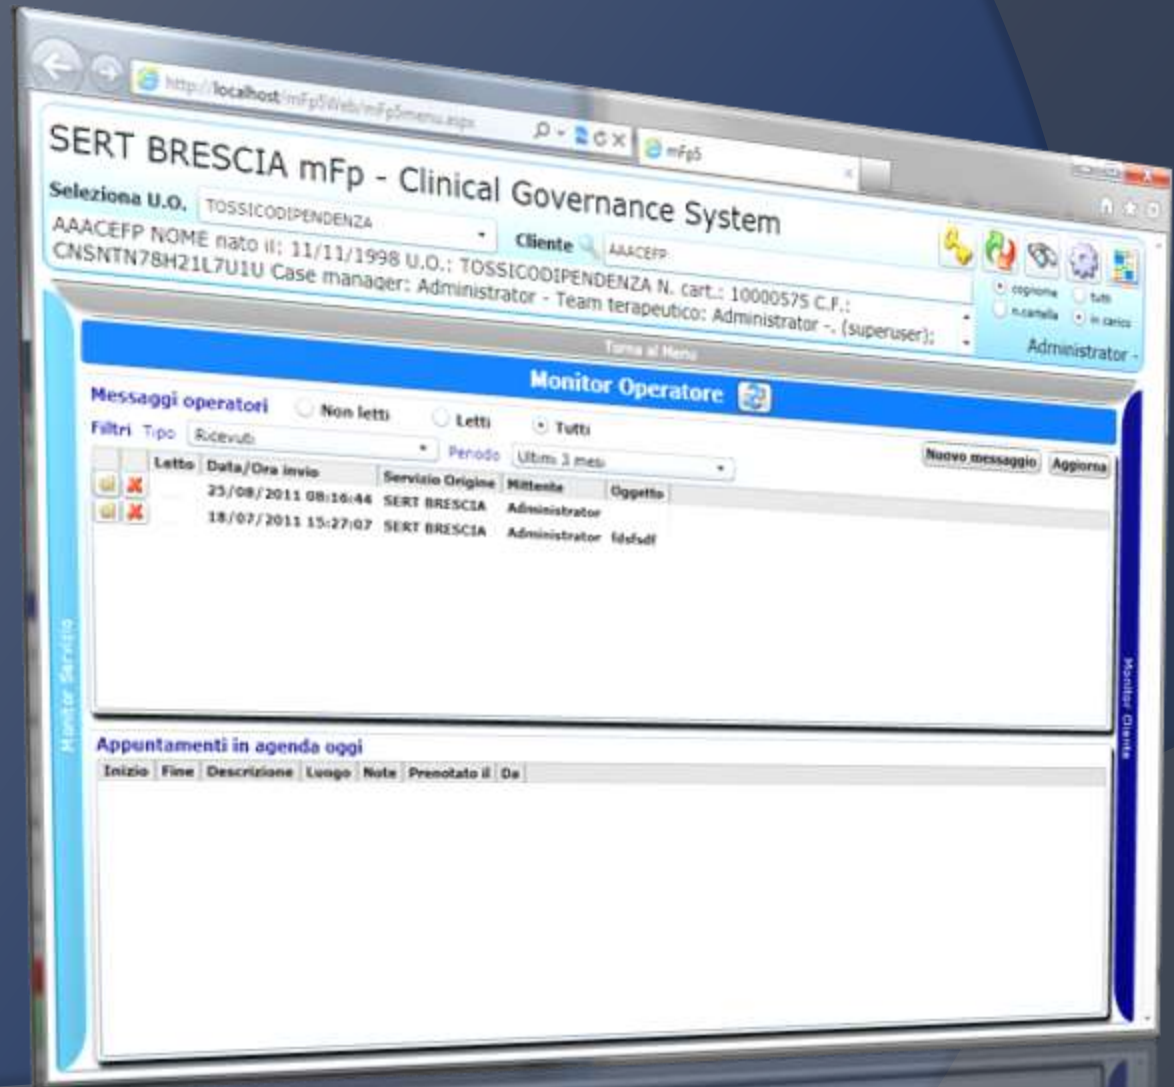 http://localhost/mFp5Web/mFp5menu.aspx
mFp5
SERT BRESCIA mFp - Clinical Governance System
Seleziona U.O. TOSSICODIPENDENZA Cliente AAACEFP
AAACEFP NOME nato il: 11/11/1998 U.O.: TOSSICODIPENDENZA N. cart.: 10000575 C.F.:
CNSNTN78H21L7U1U Case manager: Administrator - Team terapeutico: Administrator -. (superuser);
cognome tutti
n.cartella in carico
Administrator -
Torna al Menu
Monitor Operatore
Messaggi operatori Non letti Letti Tutti
Filtri Tipo Ricevuti Periodo Ultimi 3 mesi
Nuovo messaggio Aggiorna
Letto Data/Ora invio Servizio Origine Mittente Oggetto
25/08/2011 08:16:44 SERT BRESCIA Administrator
18/07/2011 15:27:07 SERT BRESCIA Administrator fdsfsdf
Monitor Servizio
Monitor Cliente
Appuntamenti in agenda oggi
Inizio Fine Descrizione Luogo Note Prenotato il Da